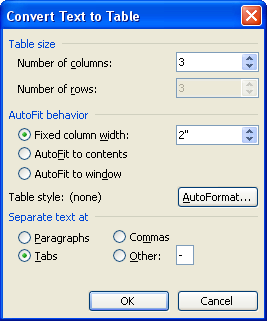 Convert Text to Table
Table size
Number of columns: 3
Number of rows: 3
AutoFit behavior
Fixed column width: 2"
AutoFit to contents
AutoFit to window
Table style: (none) AutoFormat...
Separate text at
Paragraphs Commas
Tabs Other: -
OK Cancel